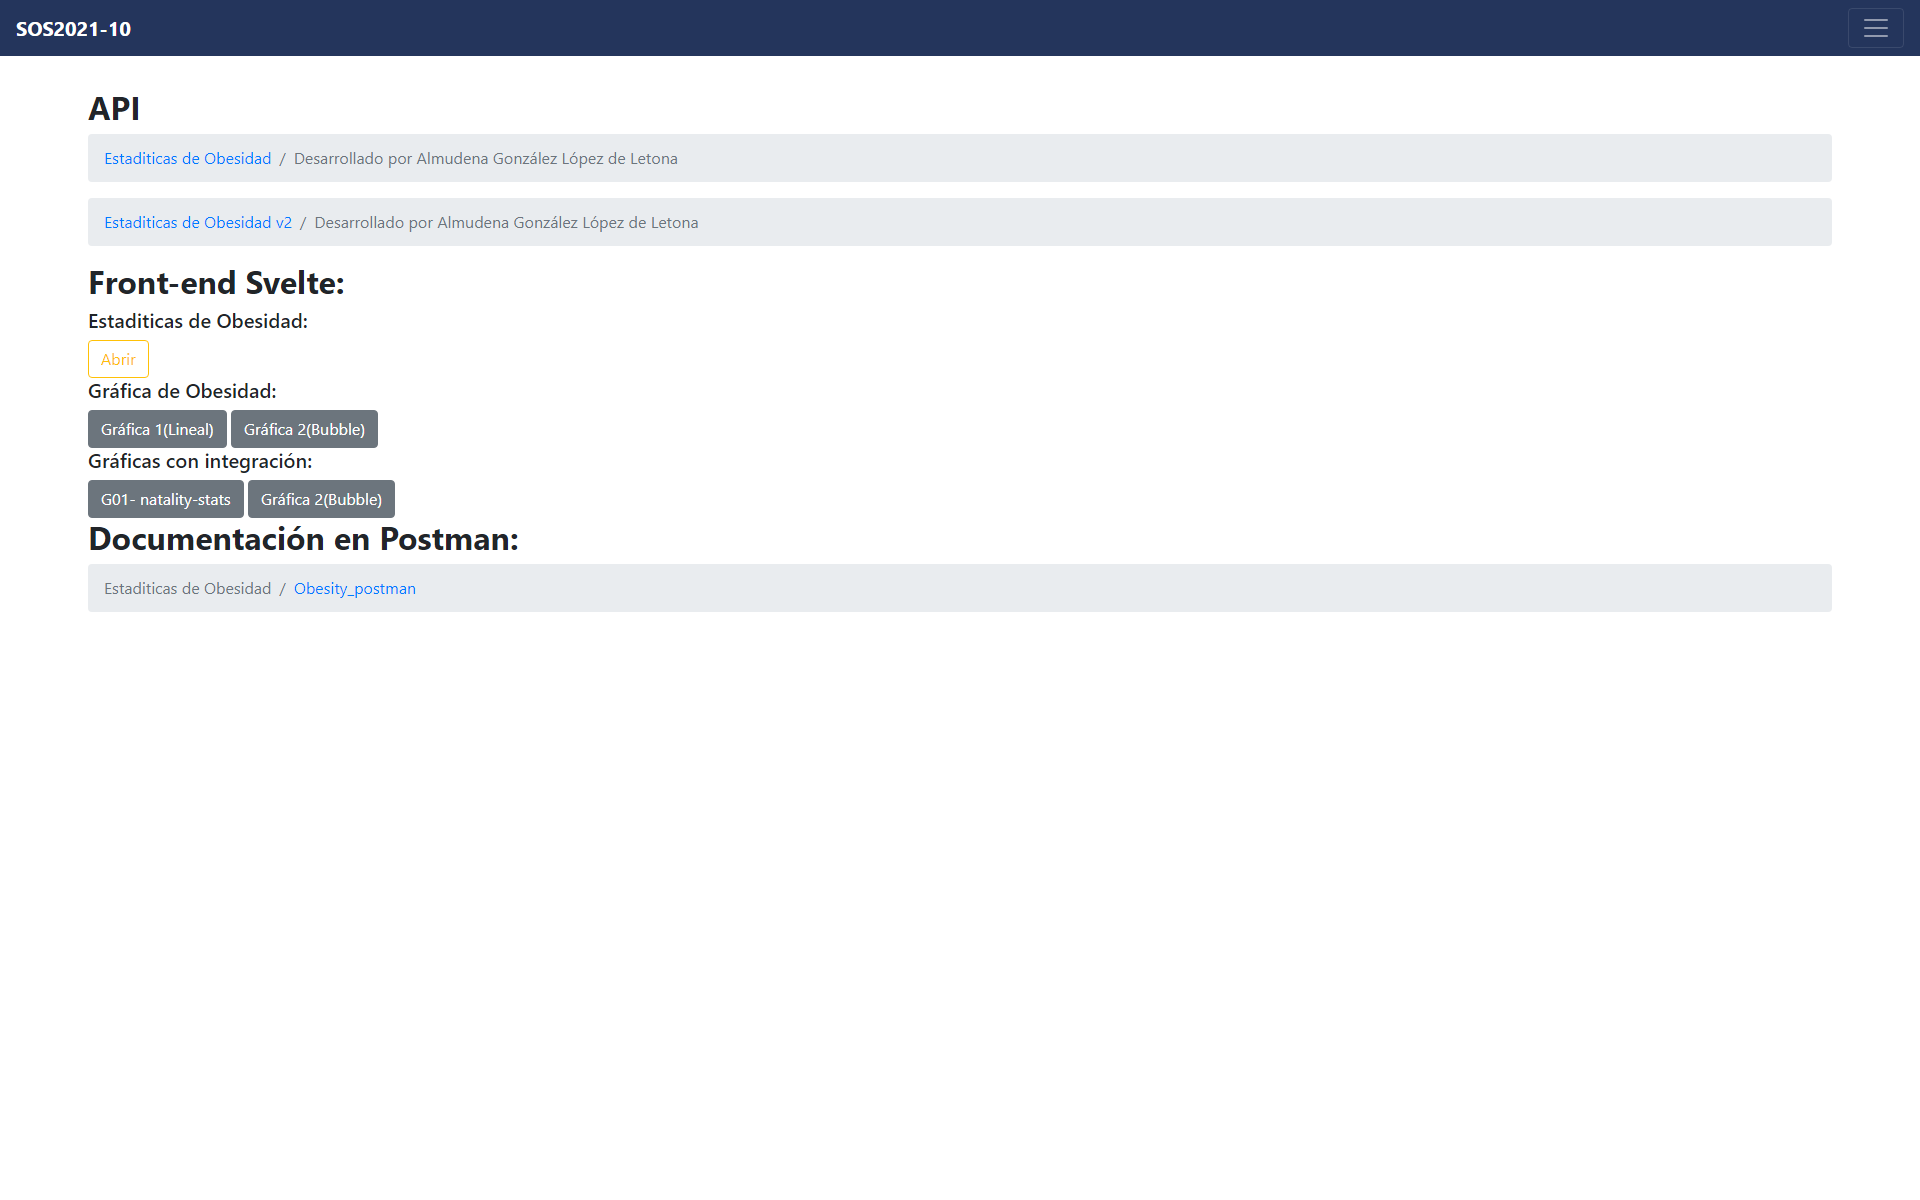 SOS2021-10
API
Estaditicas de Obesidad / Desarrollado por Almudena González López de Letona
Estaditicas de Obesidad v2 / Desarrollado por Almudena González López de Letona
Front-end Svelte:
Estaditicas de Obesidad:
Abrir
Gráfica de Obesidad:
Gráfica 1(Lineal) Gráfica 2(Bubble)
Gráficas con integración:
G01- natality-stats Gráfica 2(Bubble)
Documentación en Postman:
Estaditicas de Obesidad / Obesity_postman